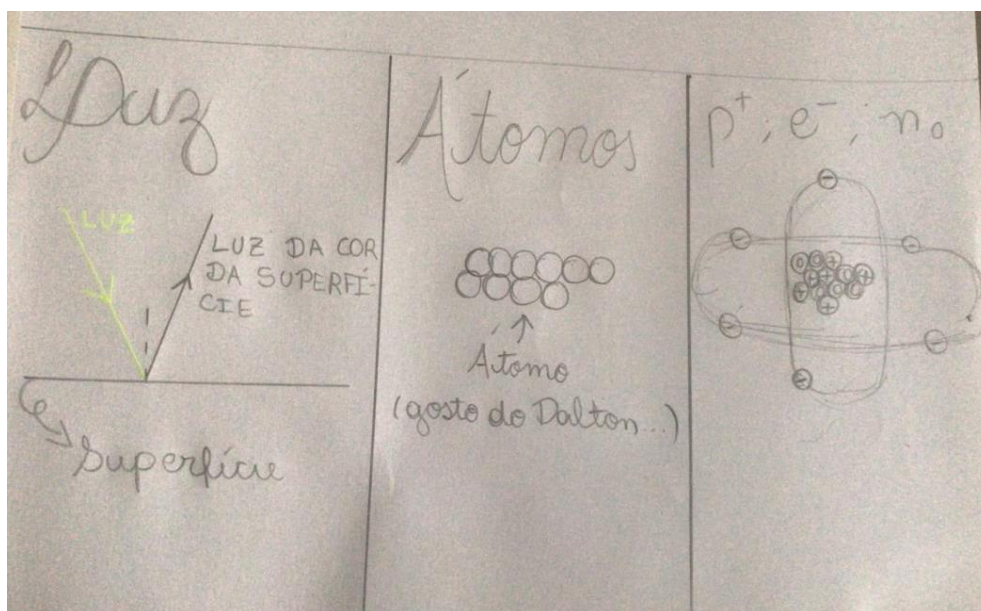 Luz
LUZ
LUZ DA COR
DA SUPERFÍ-
CIE
Superfície
Átomos
Átomo
(gosto do Dalton...)
p⁺; e⁻; n₀